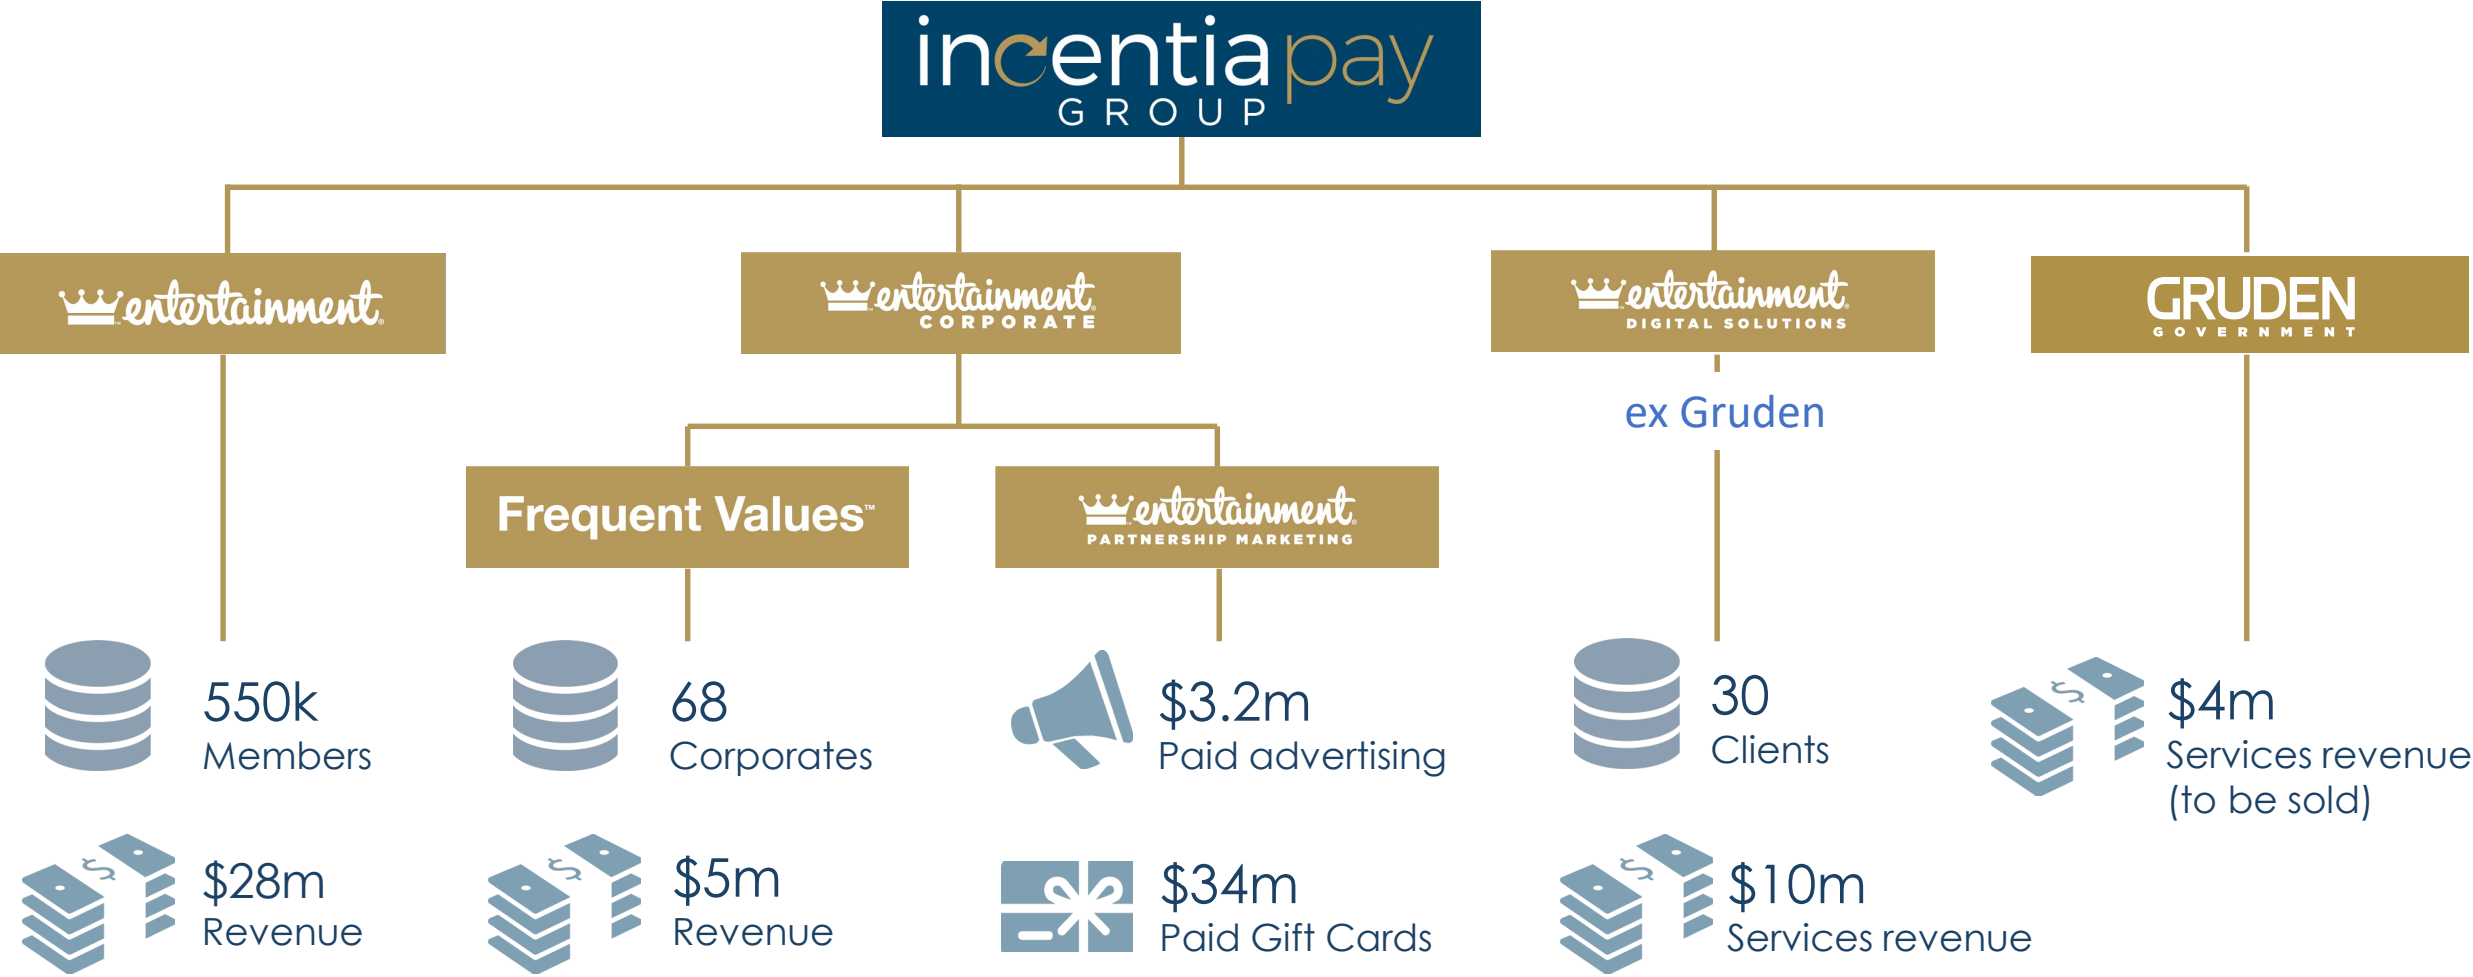 incentiapay
GROUP
entertainment®
entertainment®
CORPORATE
entertainment®
DIGITAL SOLUTIONS
GRUDEN
GOVERNMENT
ex Gruden
Frequent Values™
entertainment®
PARTNERSHIP MARKETING
550k
Members
$28m
Revenue
68
Corporates
$5m
Revenue
$3.2m
Paid advertising
$34m
Paid Gift Cards
30
Clients
$10m
Services revenue
$4m
Services revenue
(to be sold)